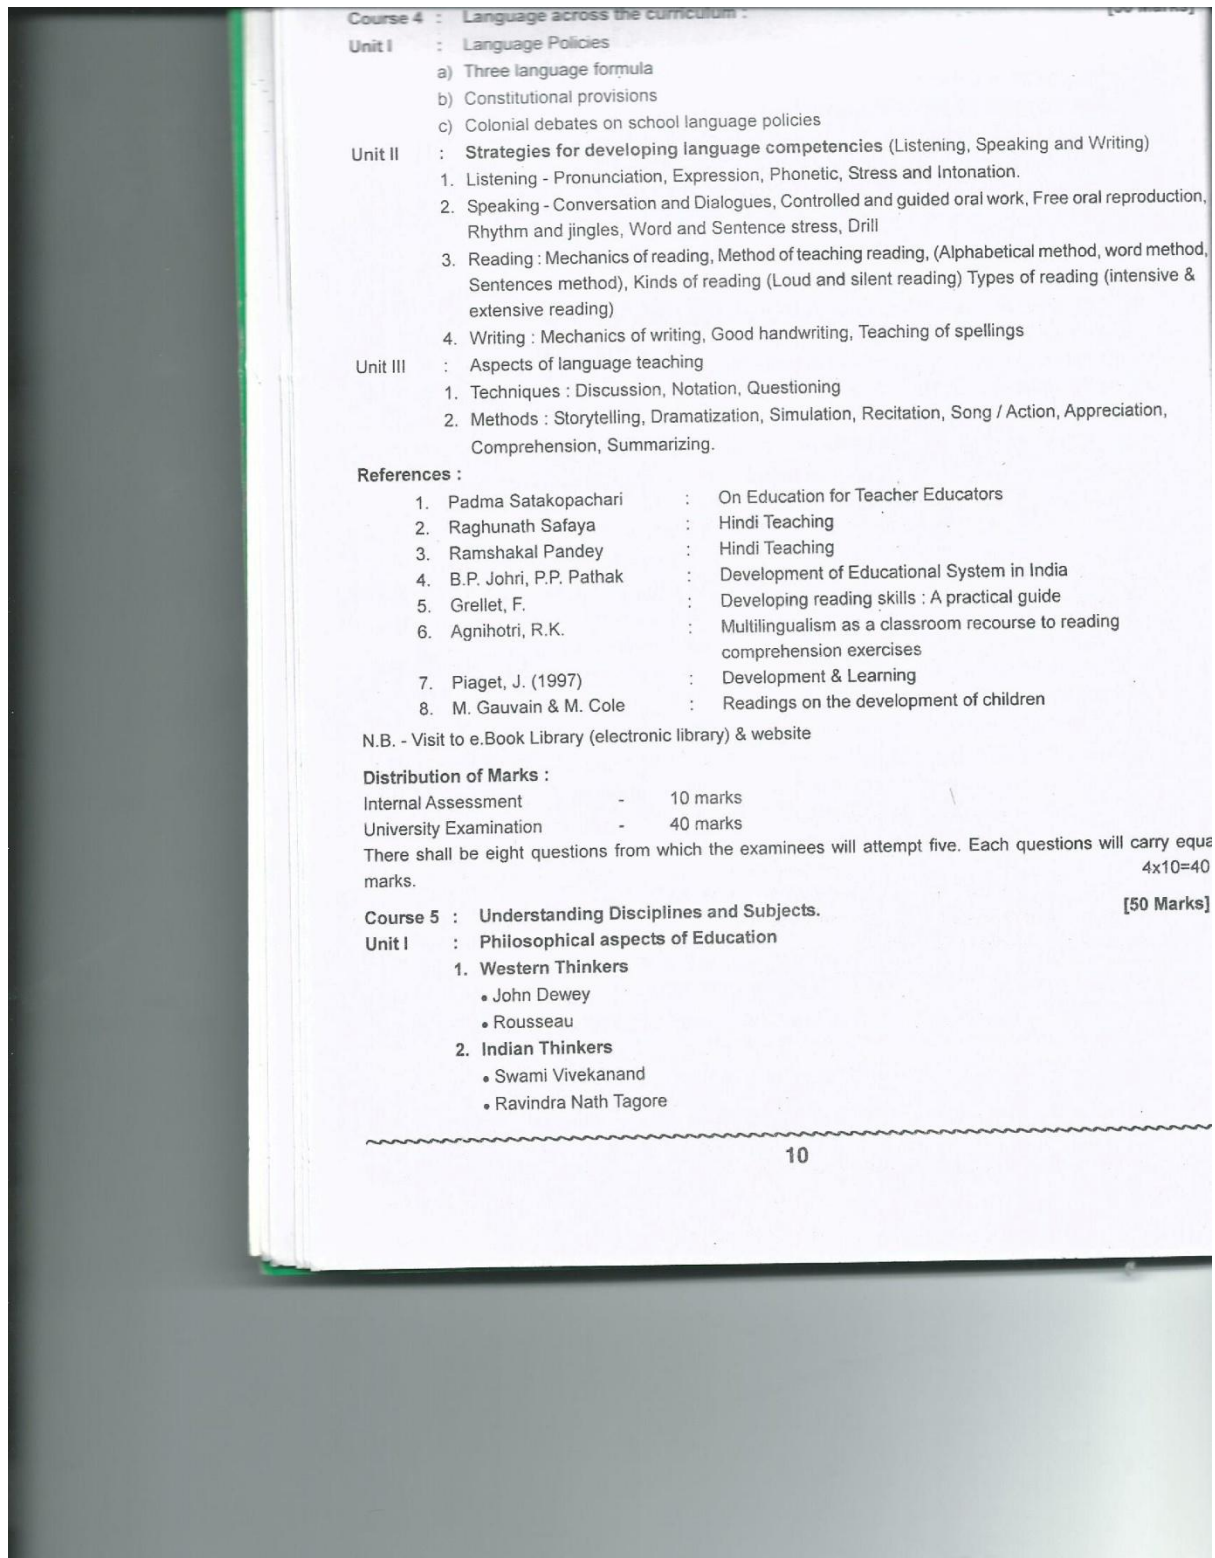 Course 4 : Language across the curriculum :
Unit I : Language Policies
a) Three language formula
b) Constitutional provisions
c) Colonial debates on school language policies
Unit II : Strategies for developing language competencies (Listening, Speaking and Writing)
1. Listening - Pronunciation, Expression, Phonetic, Stress and Intonation.
2. Speaking - Conversation and Dialogues, Controlled and guided oral work, Free oral reproduction,
Rhythm and jingles, Word and Sentence stress, Drill
3. Reading : Mechanics of reading, Method of teaching reading, (Alphabetical method, word method,
Sentences method), Kinds of reading (Loud and silent reading) Types of reading (intensive &
extensive reading)
4. Writing : Mechanics of writing, Good handwriting, Teaching of spellings
Unit III : Aspects of language teaching
1. Techniques : Discussion, Notation, Questioning
2. Methods : Storytelling, Dramatization, Simulation, Recitation, Song / Action, Appreciation,
Comprehension, Summarizing.
References :
1. Padma Satakopachari : On Education for Teacher Educators
2. Raghunath Safaya : Hindi Teaching
3. Ramshakal Pandey : Hindi Teaching
4. B.P. Johri, P.P. Pathak : Development of Educational System in India
5. Grellet, F. : Developing reading skills : A practical guide
6. Agnihotri, R.K. : Multilingualism as a classroom recourse to reading
comprehension exercises
7. Piaget, J. (1997) : Development & Learning
8. M. Gauvain & M. Cole : Readings on the development of children
N.B. - Visit to e.Book Library (electronic library) & website
Distribution of Marks :
Internal Assessment - 10 marks
University Examination - 40 marks
There shall be eight questions from which the examinees will attempt five. Each questions will carry equa
marks. 4x10=40
Course 5 : Understanding Disciplines and Subjects. [50 Marks]
Unit I : Philosophical aspects of Education
1. Western Thinkers
• John Dewey
• Rousseau
2. Indian Thinkers
• Swami Vivekanand
• Ravindra Nath Tagore
10